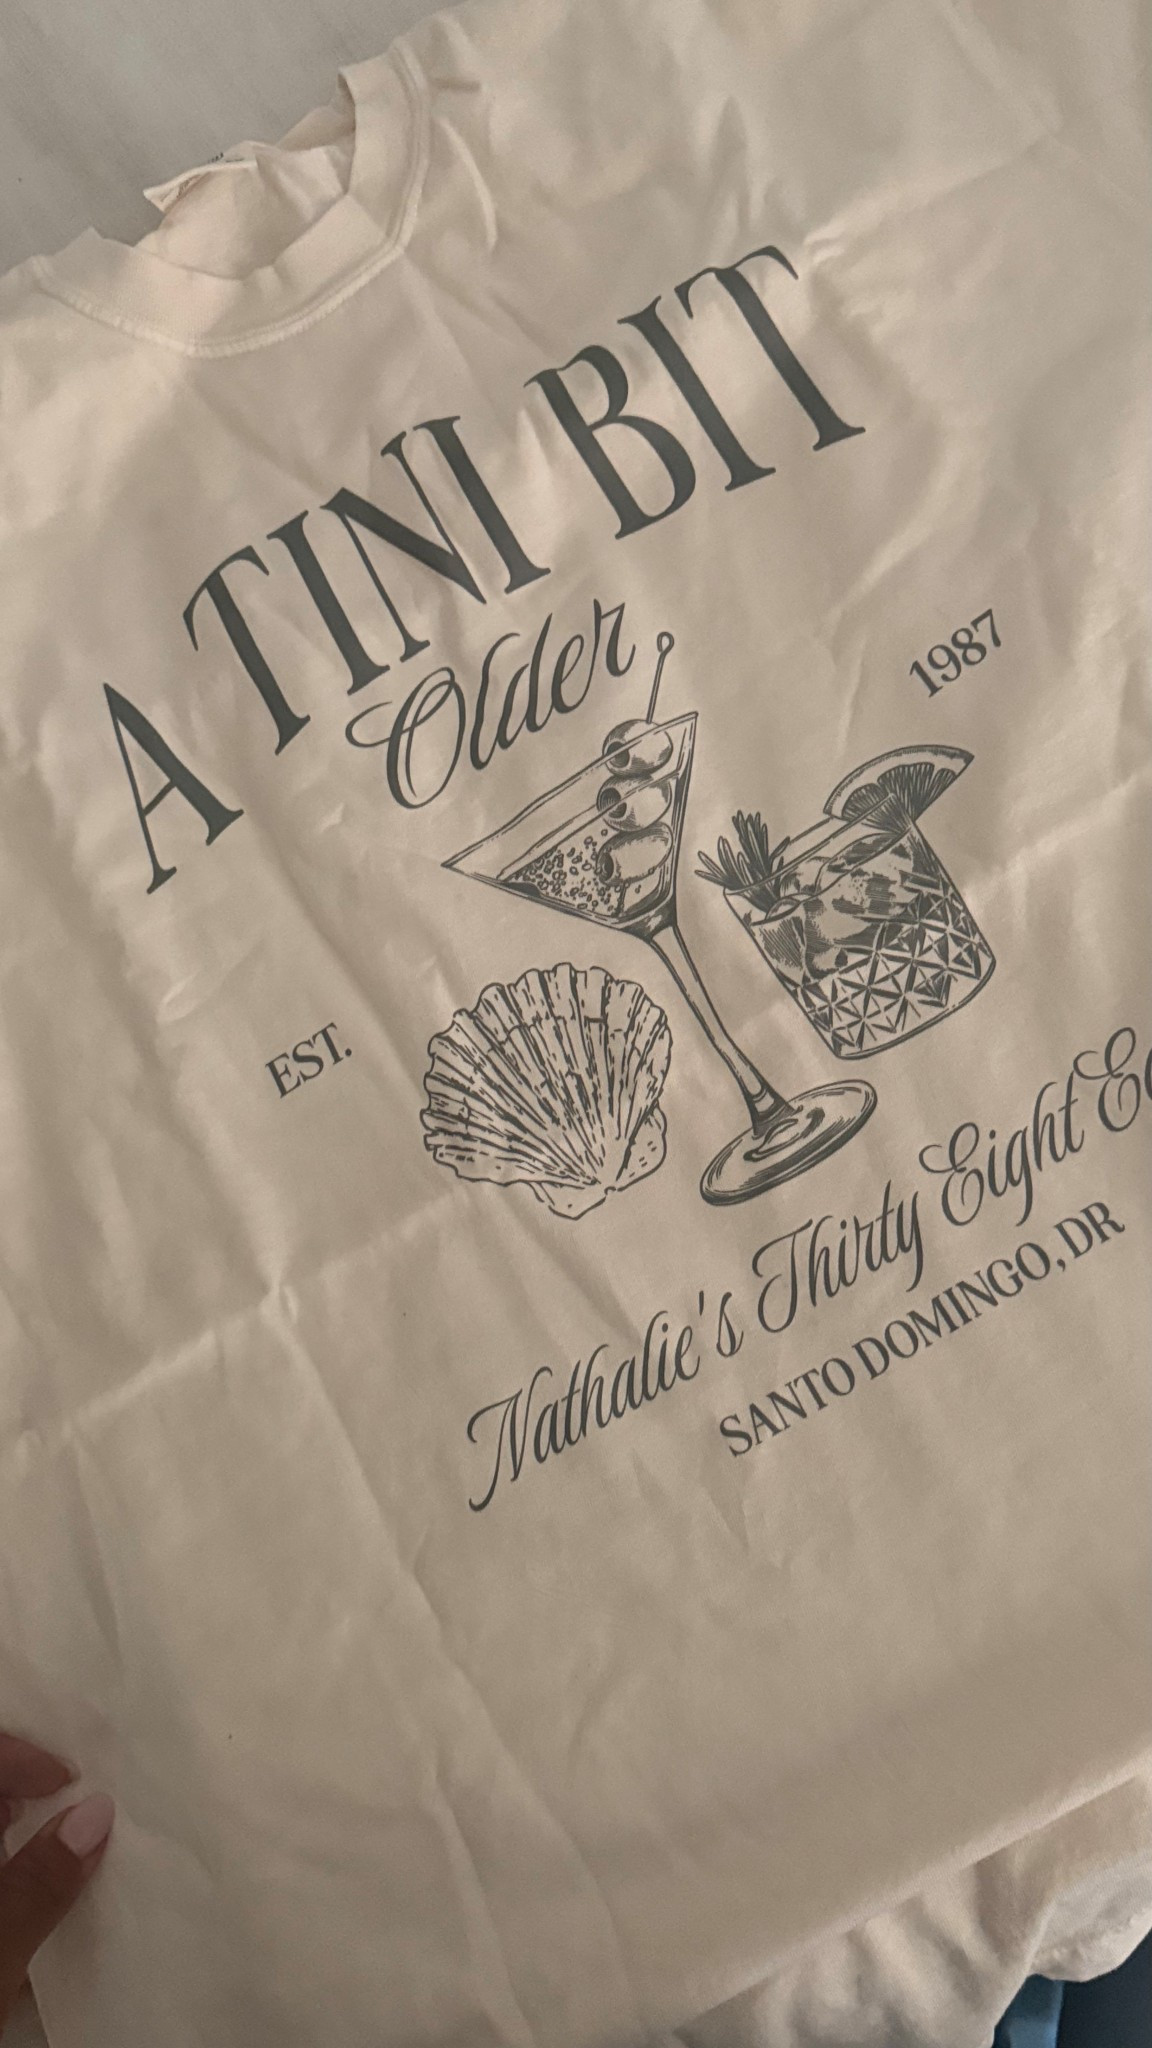 A TINI BIT
Older
EST. 1987
Nathalie's Thirty Eight
SANTO DOMINGO, DR